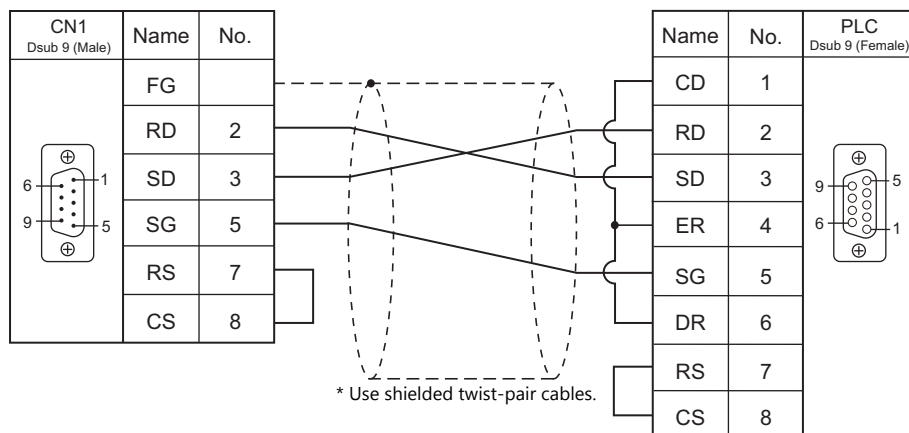 CN1
Dsub 9 (Male)
Name No.
FG
RD 2
SD 3
SG 5
RS 7
CS 8
6 1
9 5
Name No.
PLC
Dsub 9 (Female)
CD 1
RD 2
SD 3
ER 4
SG 5
DR 6
RS 7
CS 8
9 5
6 1
* Use shielded twist-pair cables.